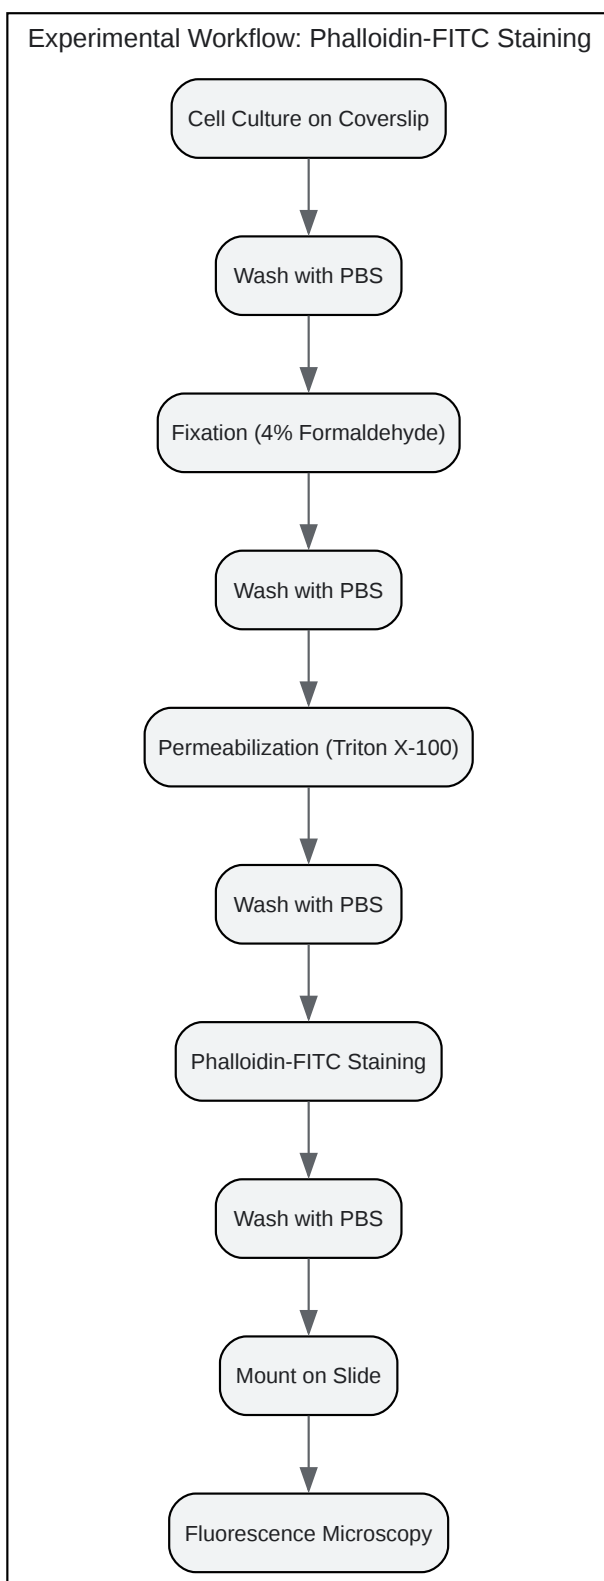 Experimental Workflow: Phalloidin-FITC Staining
Cell Culture on Coverslip
Wash with PBS
Fixation (4% Formaldehyde)
Wash with PBS
Permeabilization (Triton X-100)
Wash with PBS
Phalloidin-FITC Staining
Wash with PBS
Mount on Slide
Fluorescence Microscopy